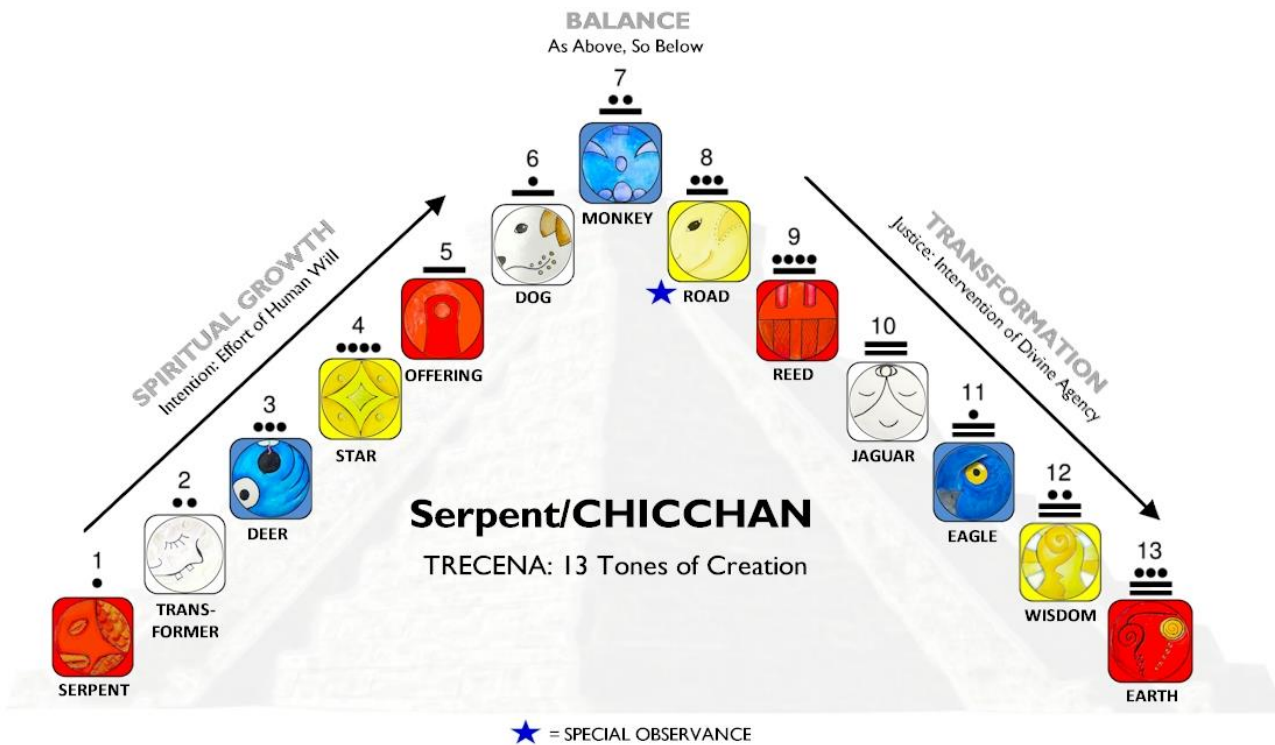 BALANCE
As Above, So Below
7
MONKEY
6
DOG
8
ROAD
5
OFFERING
9
REED
4
STAR
10
JAGUAR
3
DEER
11
EAGLE
2
TRANS-
FORMER
12
WISDOM
1
SERPENT
13
EARTH
SPIRITUAL GROWTH
Intention: Effort of Human Will
TRANSFORMATION
Justice: Intervention of Divine Agency
Serpent/CHICCHAN
TRECENA: 13 Tones of Creation
= SPECIAL OBSERVANCE